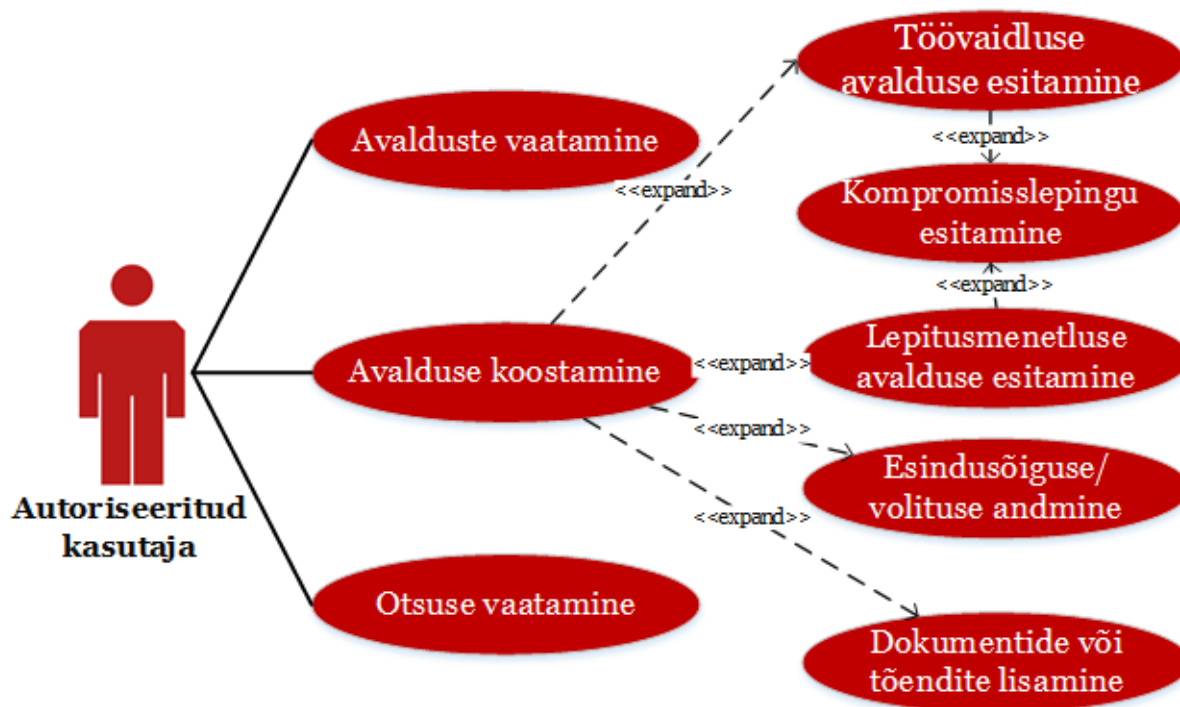 Töövaidluse
avalduse esitamine
<<expand>>
Avalduste vaatamine
<<expand>>
Kompromisslepingu
esitamine
<<expand>>
Avalduse koostamine
<<expand>>
Lepitusmenetluse
avalduse esitamine
<<expand>>
Esindusõiguse/
volituse andmine
<<expand>>
Autoriseeritud
kasutaja
Otsuse vaatamine
Dokumentide või
tõendite lisamine